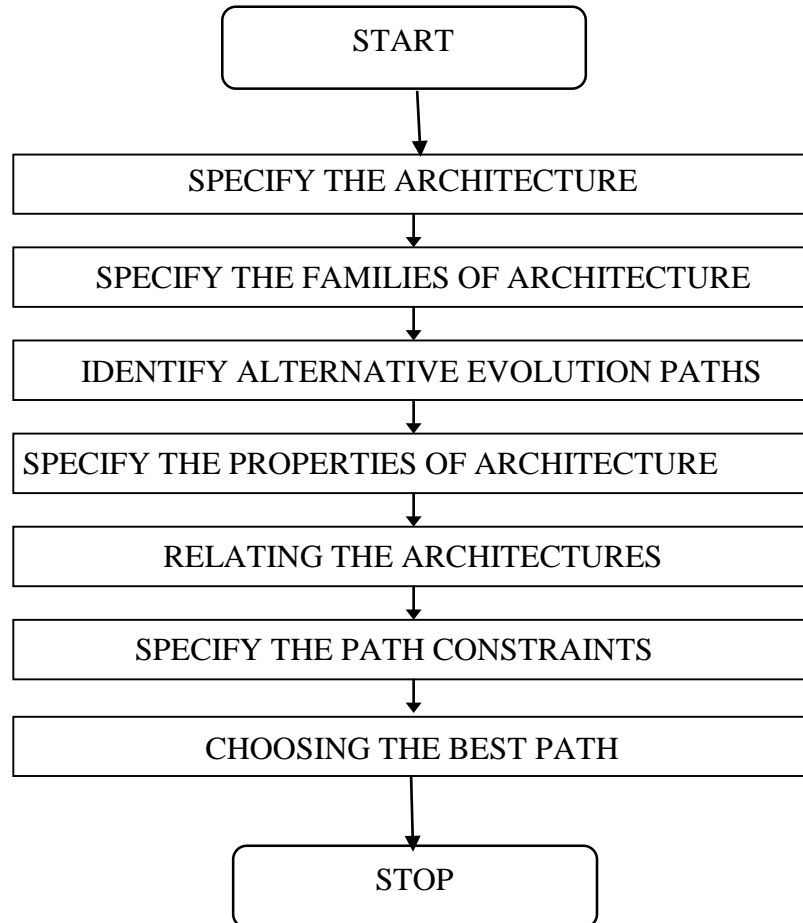 START
SPECIFY THE ARCHITECTURE
SPECIFY THE FAMILIES OF ARCHITECTURE
IDENTIFY ALTERNATIVE EVOLUTION PATHS
SPECIFY THE PROPERTIES OF ARCHITECTURE
RELATING THE ARCHITECTURES
SPECIFY THE PATH CONSTRAINTS
CHOOSING THE BEST PATH
STOP